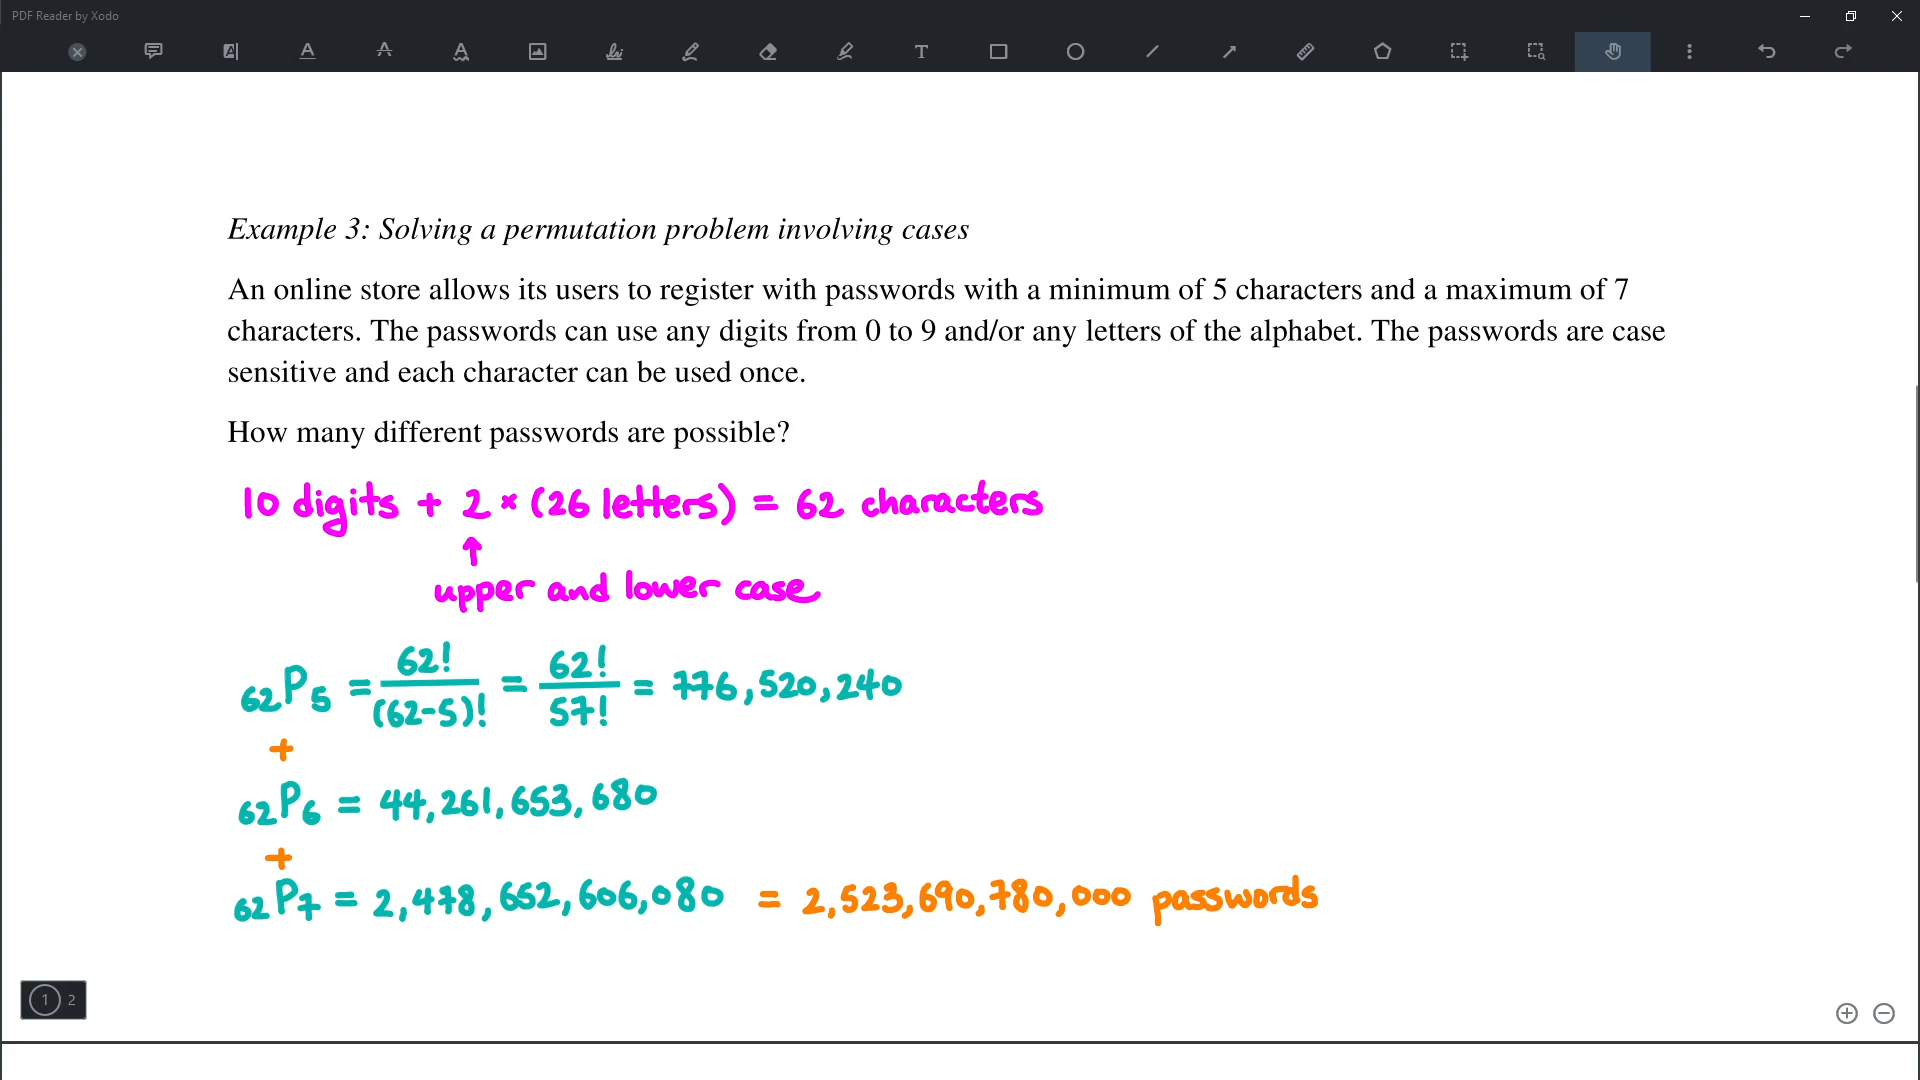 PDF Reader by Xodo
Example 3: Solving a permutation problem involving cases
An online store allows its users to register with passwords with a minimum of 5 characters and a maximum of 7
characters. The passwords can use any digits from 0 to 9 and/or any letters of the alphabet. The passwords are case
sensitive and each character can be used once.
How many different passwords are possible?
10 digits + 2 × (26 letters) = 62 characters
↑
upper and lower case
₆₂P₅ = 62!/(62-5)! = 62!/57! = 776,520,240
+
₆₂P₆ = 44,261,653,680
+
₆₂P₇ = 2,478,652,606,080 = 2,523,690,780,000 passwords
1 2